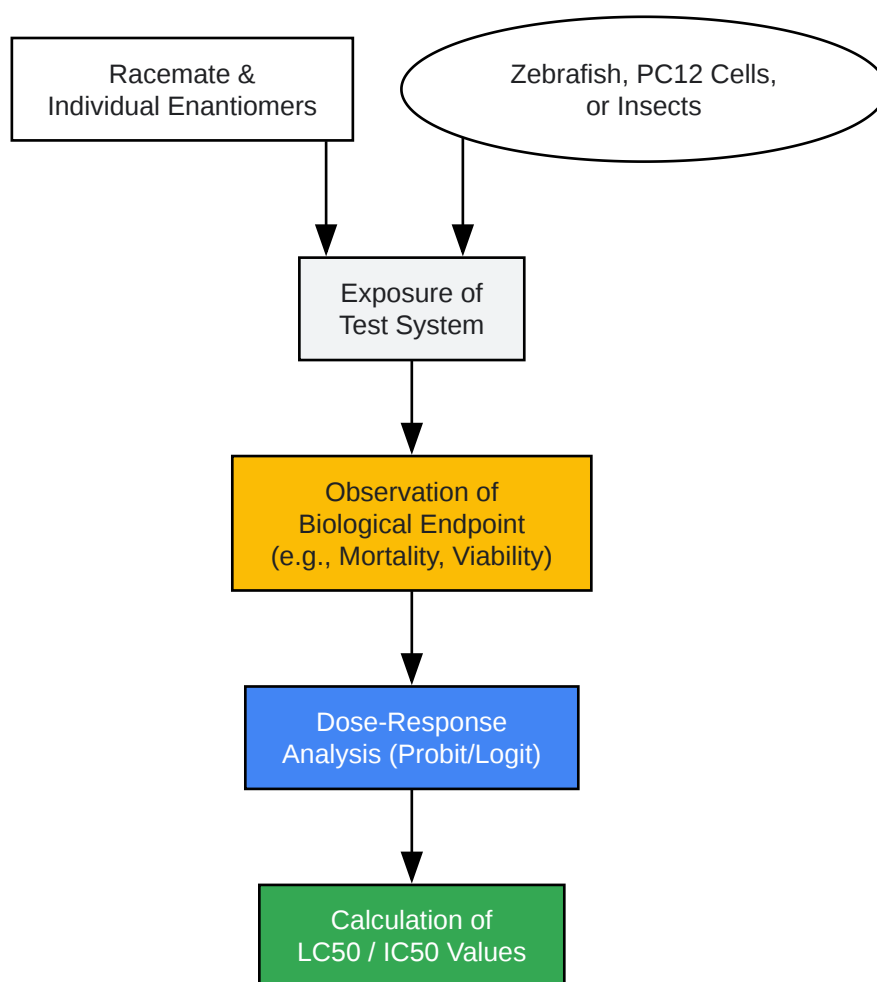 Racemate &
Individual Enantiomers
Zebrafish, PC12 Cells,
or Insects
Exposure of
Test System
Observation of
Biological Endpoint
(e.g., Mortality, Viability)
Dose-Response
Analysis (Probit/Logit)
Calculation of
LC50 / IC50 Values